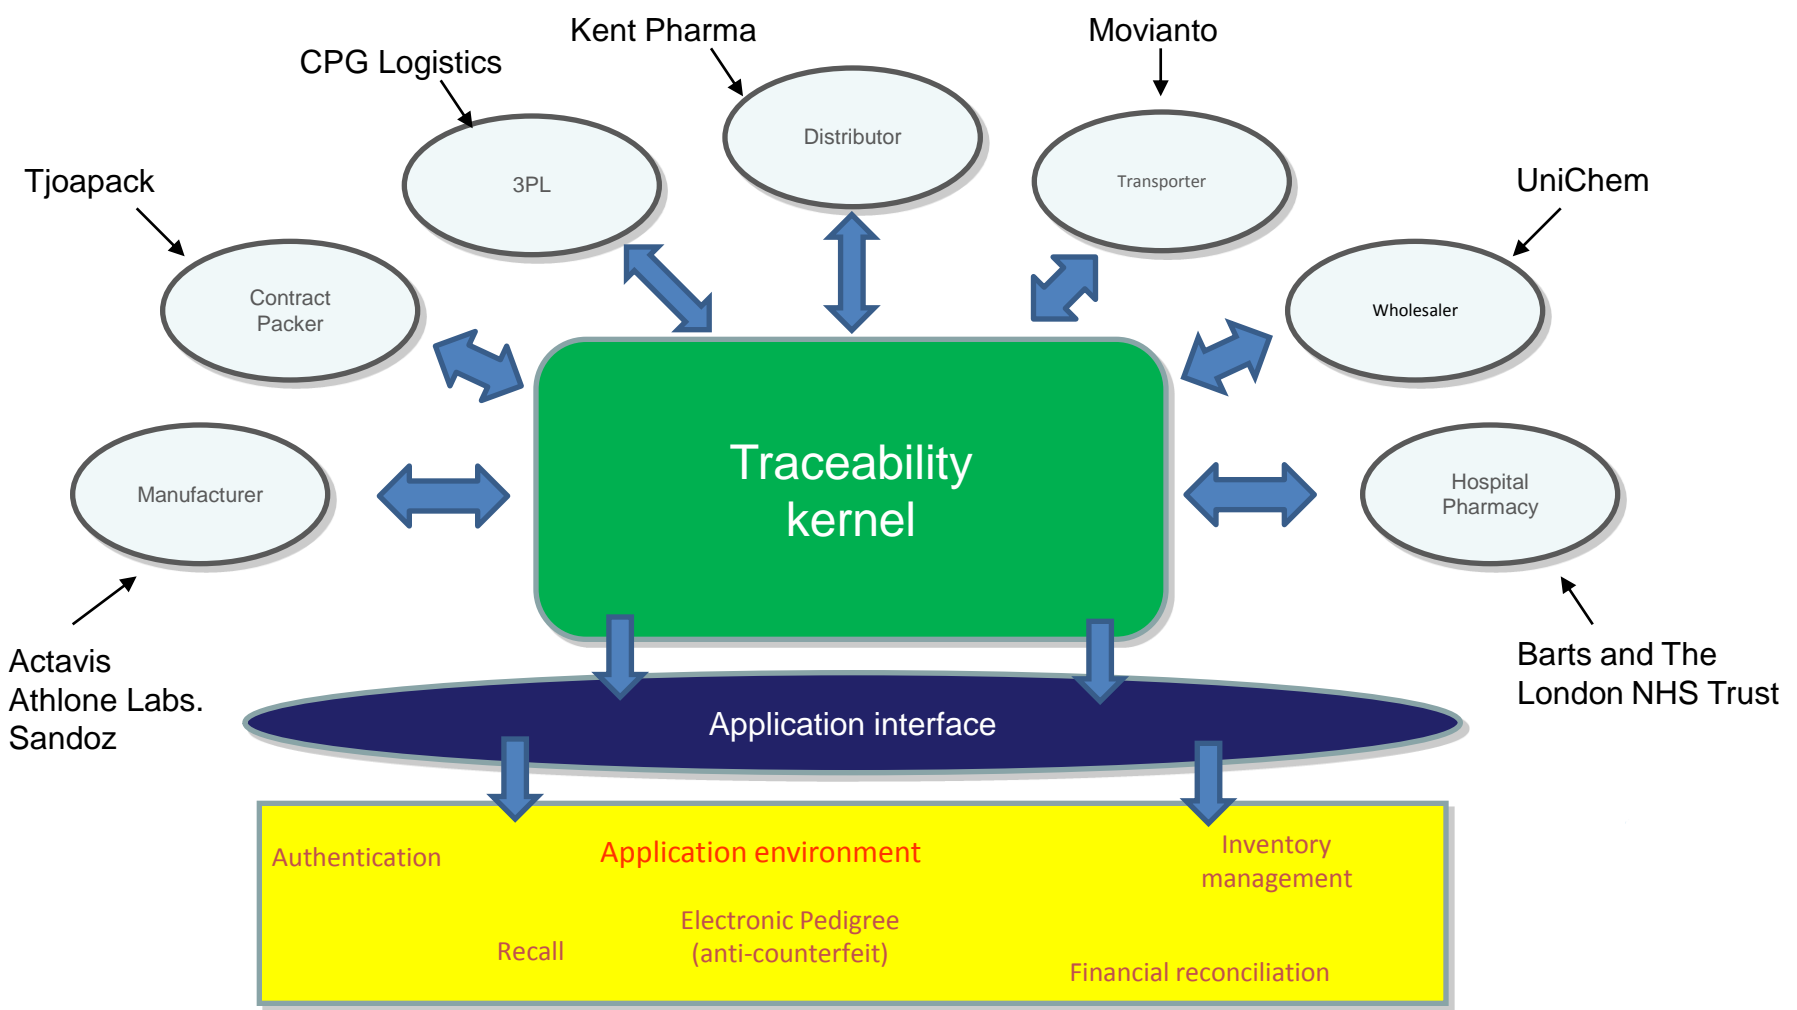 Kent Pharma
Movianto
CPG Logistics
Distributor
Tjoapack
3PL
Transporter
UniChem
Contract
Packer
Wholesaler
Manufacturer
Traceability
kernel
Hospital
Pharmacy
Actavis
Athlone Labs.
Sandoz
Barts and The
London NHS Trust
Application interface
Authentication
Application environment
Inventory
management
Recall
Electronic Pedigree
(anti-counterfeit)
Financial reconciliation